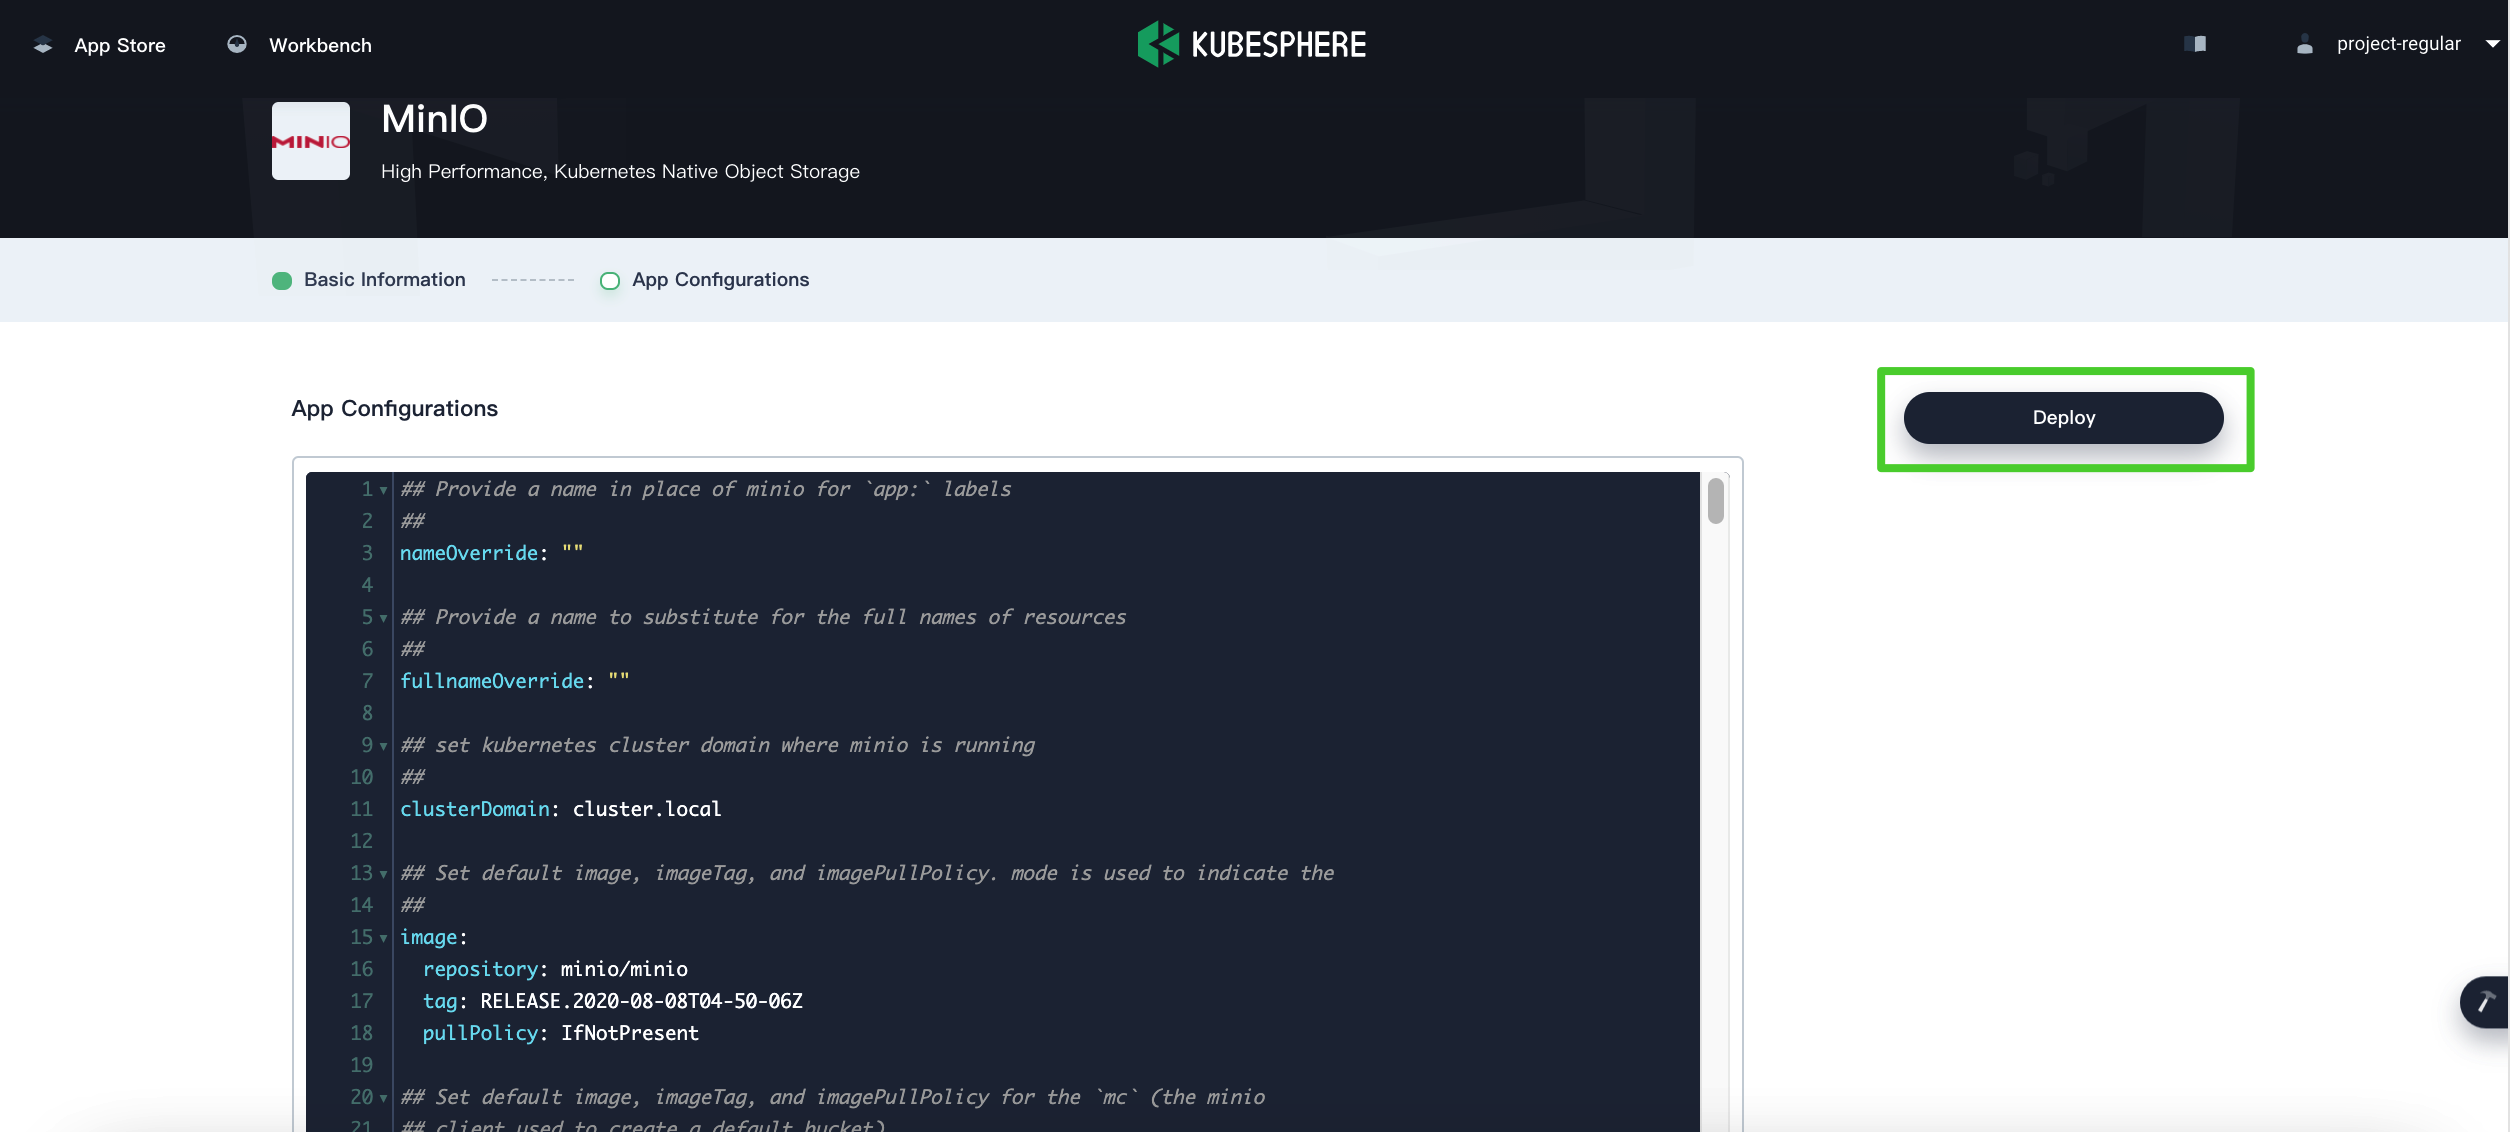 App Store
Workbench
KUBESPHERE
project-regular
MINIO
MinIO
High Performance, Kubernetes Native Object Storage
Basic Information
App Configurations
App Configurations
Deploy
1 ## Provide a name in place of minio for `app:` labels
2 ##
3 nameOverride: ""
4
5 ## Provide a name to substitute for the full names of resources
6 ##
7 fullnameOverride: ""
8
9 ## set kubernetes cluster domain where minio is running
10 ##
11 clusterDomain: cluster.local
12
13 ## Set default image, imageTag, and imagePullPolicy. mode is used to indicate the
14 ##
15 image:
16   repository: minio/minio
17   tag: RELEASE.2020-08-08T04-50-06Z
18   pullPolicy: IfNotPresent
19
20 ## Set default image, imageTag, and imagePullPolicy for the `mc` (the minio
21 ## client used to create a default bucket)